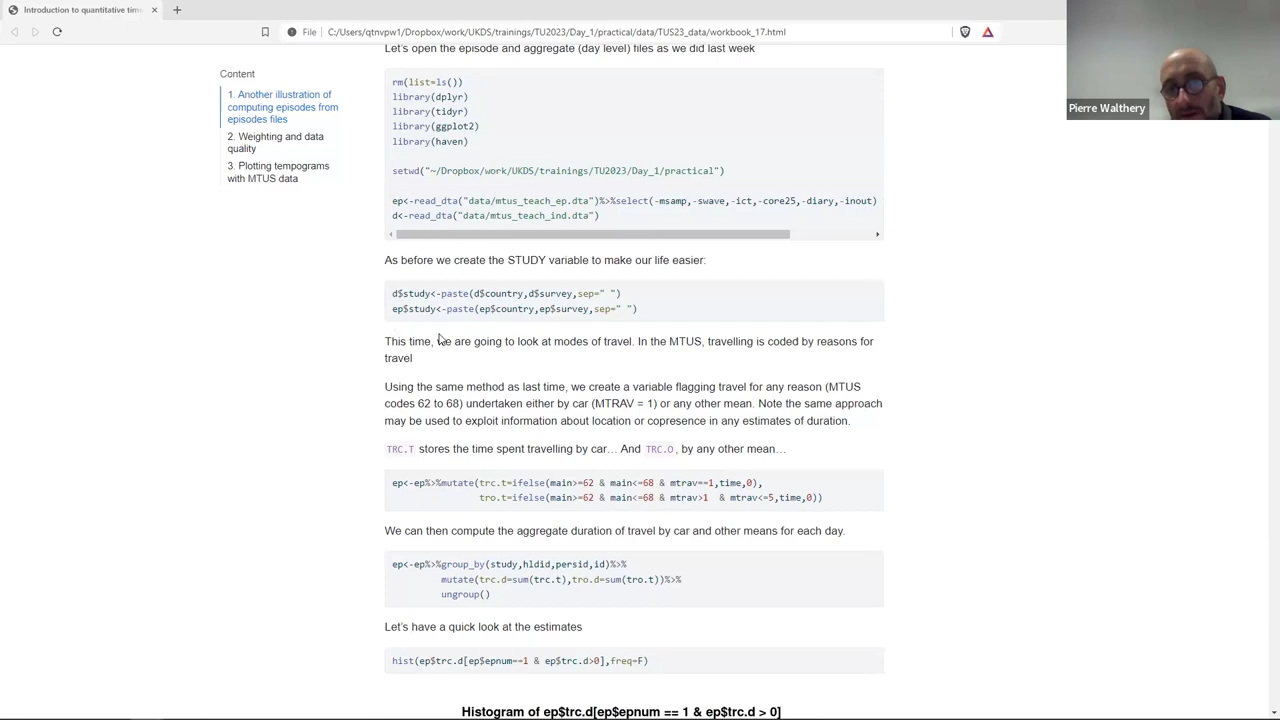 Introduction to quantitative time
File
C:/Users/qtnvpw1/Dropbox/work/UKDS/trainings/TU2023/Day_1/practical/data/TUS23_data/workbook_17.html
Pierre Walthery
Content
1. Another illustration of
computing episodes from
episodes files
2. Weighting and data
quality
3. Plotting tempograms
with MTUS data
Let's open the episode and aggregate (day level) files as we did last week
rm(list=ls())
library(dplyr)
library(tidyr)
library(ggplot2)
library(haven)
setwd("~/Dropbox/work/UKDS/trainings/TU2023/Day_1/practical")
ep<-read_dta("data/mtus_teach_ep.dta")%>%select(-msamp,-swave,-ict,-core25,-diary,-inout)
d<-read_dta("data/mtus_teach_ind.dta")
As before we create the STUDY variable to make our life easier:
d$study<-paste(d$country,d$survey,sep=" ")
ep$study<-paste(ep$country,ep$survey,sep=" ")
This time, we are going to look at modes of travel. In the MTUS, travelling is coded by reasons for
travel
Using the same method as last time, we create a variable flagging travel for any reason (MTUS
codes 62 to 68) undertaken either by car (MTRAV = 1) or any other mean. Note the same approach
may be used to exploit information about location or copresence in any estimates of duration.
TRC.T stores the time spent travelling by car… And TRC.O, by any other mean…
ep<-ep%>%mutate(trc.t=ifelse(main>=62 & main<=68 & mtrav==1,time,0),
tro.t=ifelse(main>=62 & main<=68 & mtrav>1 & mtrav<=5,time,0))
We can then compute the aggregate duration of travel by car and other means for each day.
ep<-ep%>%group_by(study,hldid,persid,id)%>%
mutate(trc.d=sum(trc.t),tro.d=sum(tro.t))%>%
ungroup()
Let's have a quick look at the estimates
hist(ep$trc.d[ep$epnum==1 & ep$trc.d>0],freq=F)
Histogram of ep$trc.d[ep$epnum == 1 & ep$trc.d > 0]